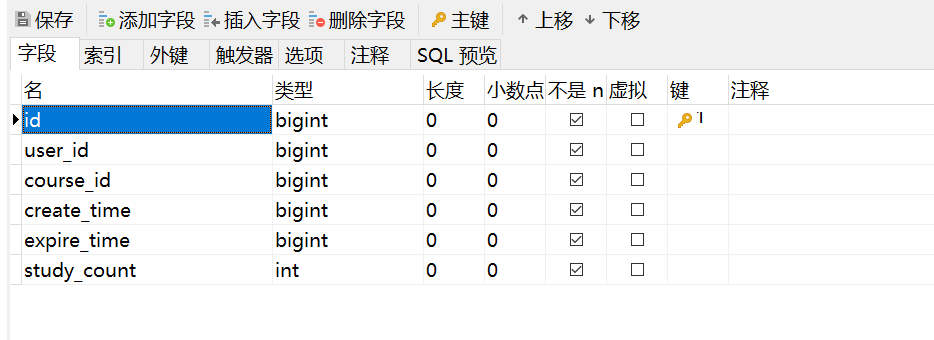 保存 添加字段 插入字段 删除字段 主键 上移 下移
字段 索引 外键 触发器 选项 注释 SQL 预览
名 类型 长度 小数点 不是 n 虚拟 键 注释
id bigint 0 0 1
user_id bigint 0 0
course_id bigint 0 0
create_time bigint 0 0
expire_time bigint 0 0
study_count int 0 0